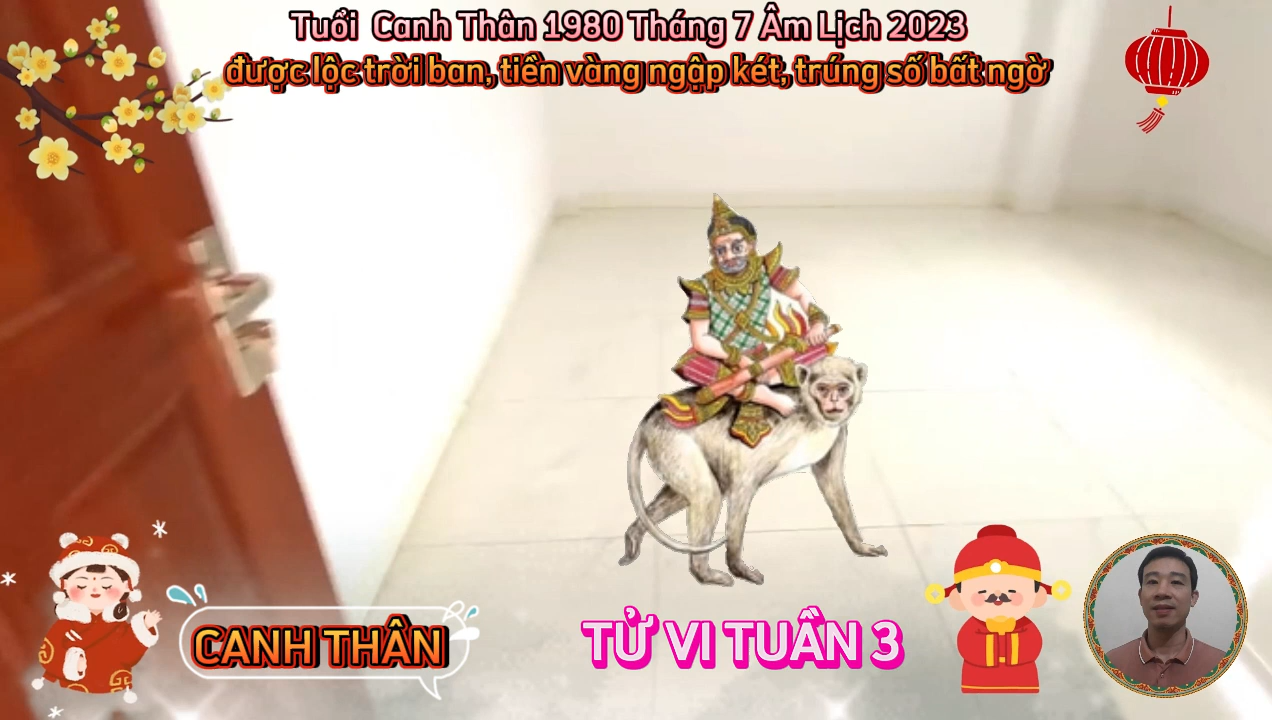 Tuổi Canh Thân 1980 Tháng 7 Âm Lịch 2023
được lộc trời ban, tiền vàng ngập két, trúng số bất ngờ
CANH THÂN
TỬ VI TUẦN 3